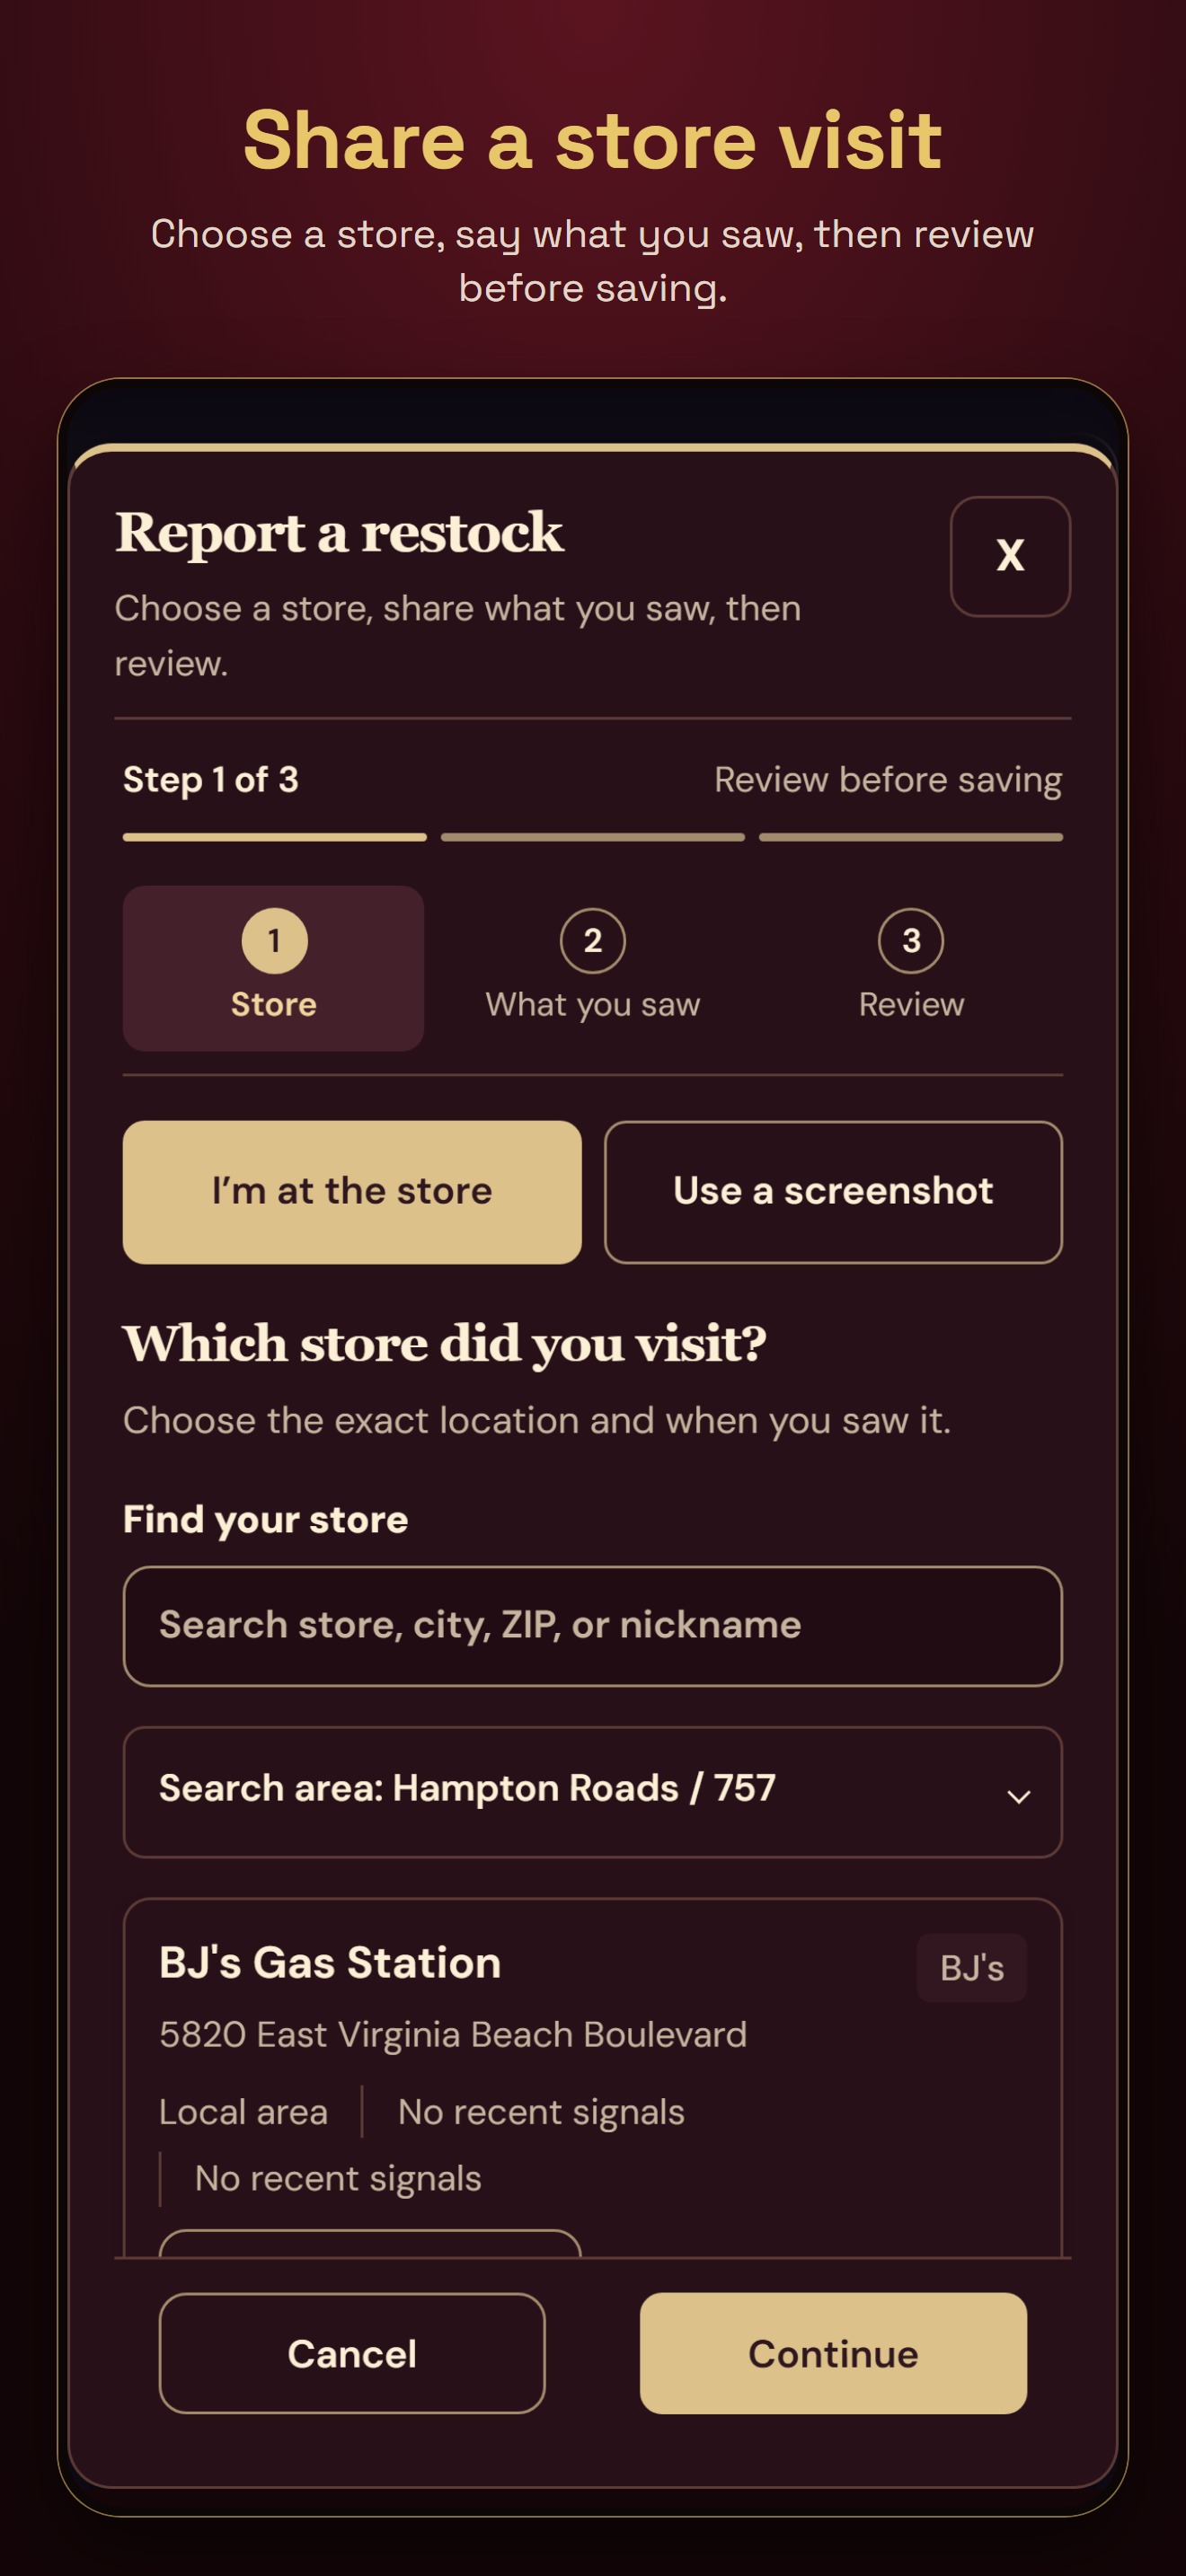 Share a store visit
Choose a store, say what you saw, then review
before saving.
Report a restock
X
Choose a store, share what you saw, then
review.
Step 1 of 3
Review before saving
1
2
3
Store
What you saw
Review
I’m at the store
Use a screenshot
Which store did you visit?
Choose the exact location and when you saw it.
Find your store
Search store, city, ZIP, or nickname
Search area: Hampton Roads / 757
BJ's Gas Station
BJ's
5820 East Virginia Beach Boulevard
Local area
No recent signals
No recent signals
Cancel
Continue